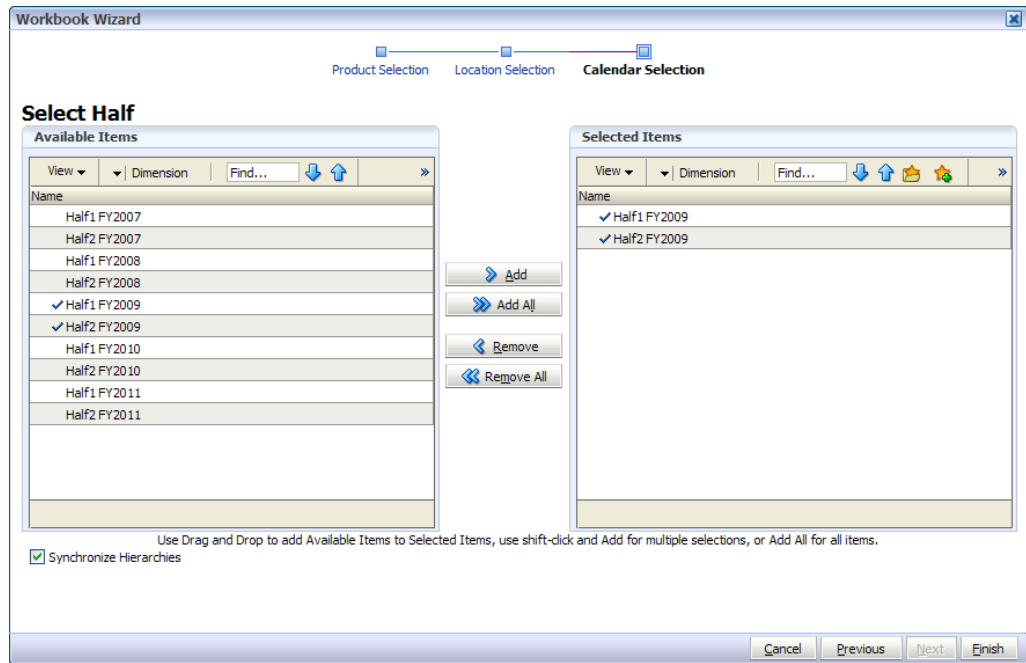 Workbook Wizard
Product Selection Location Selection Calendar Selection
Select Half
Available Items
View Dimension Find... »
Name
Half1 FY2007
Half2 FY2007
Half1 FY2008
Half2 FY2008
Half1 FY2009
Half2 FY2009
Half1 FY2010
Half2 FY2010
Half1 FY2011
Half2 FY2011
Add
Add All
Remove
Remove All
Selected Items
View Dimension Find... »
Name
Half1 FY2009
Half2 FY2009
Use Drag and Drop to add Available Items to Selected Items, use shift-click and Add for multiple selections, or Add All for all items.
Synchronize Hierarchies
Cancel Previous Next Finish